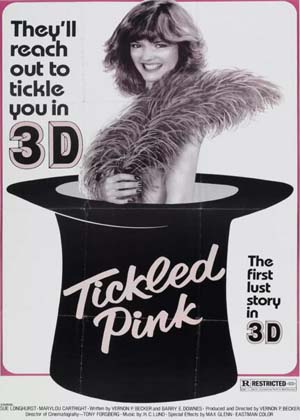 They'll
reach
out to
tickle
you in
3D
Tickled
Pink
The
first
lust
story
in
3D
R RESTRICTED
SUE LONGHURST • MARYLOU CARTRIGHT • Written by VERNON P. BECKER and BARRY E. DOWNES • Produced and Directed by VERNON P. BECKER
Director of Cinematography—TONY FORSBERG • Music by H.C. LUND • Special Effects by MAX GLENN • EASTMAN COLOR